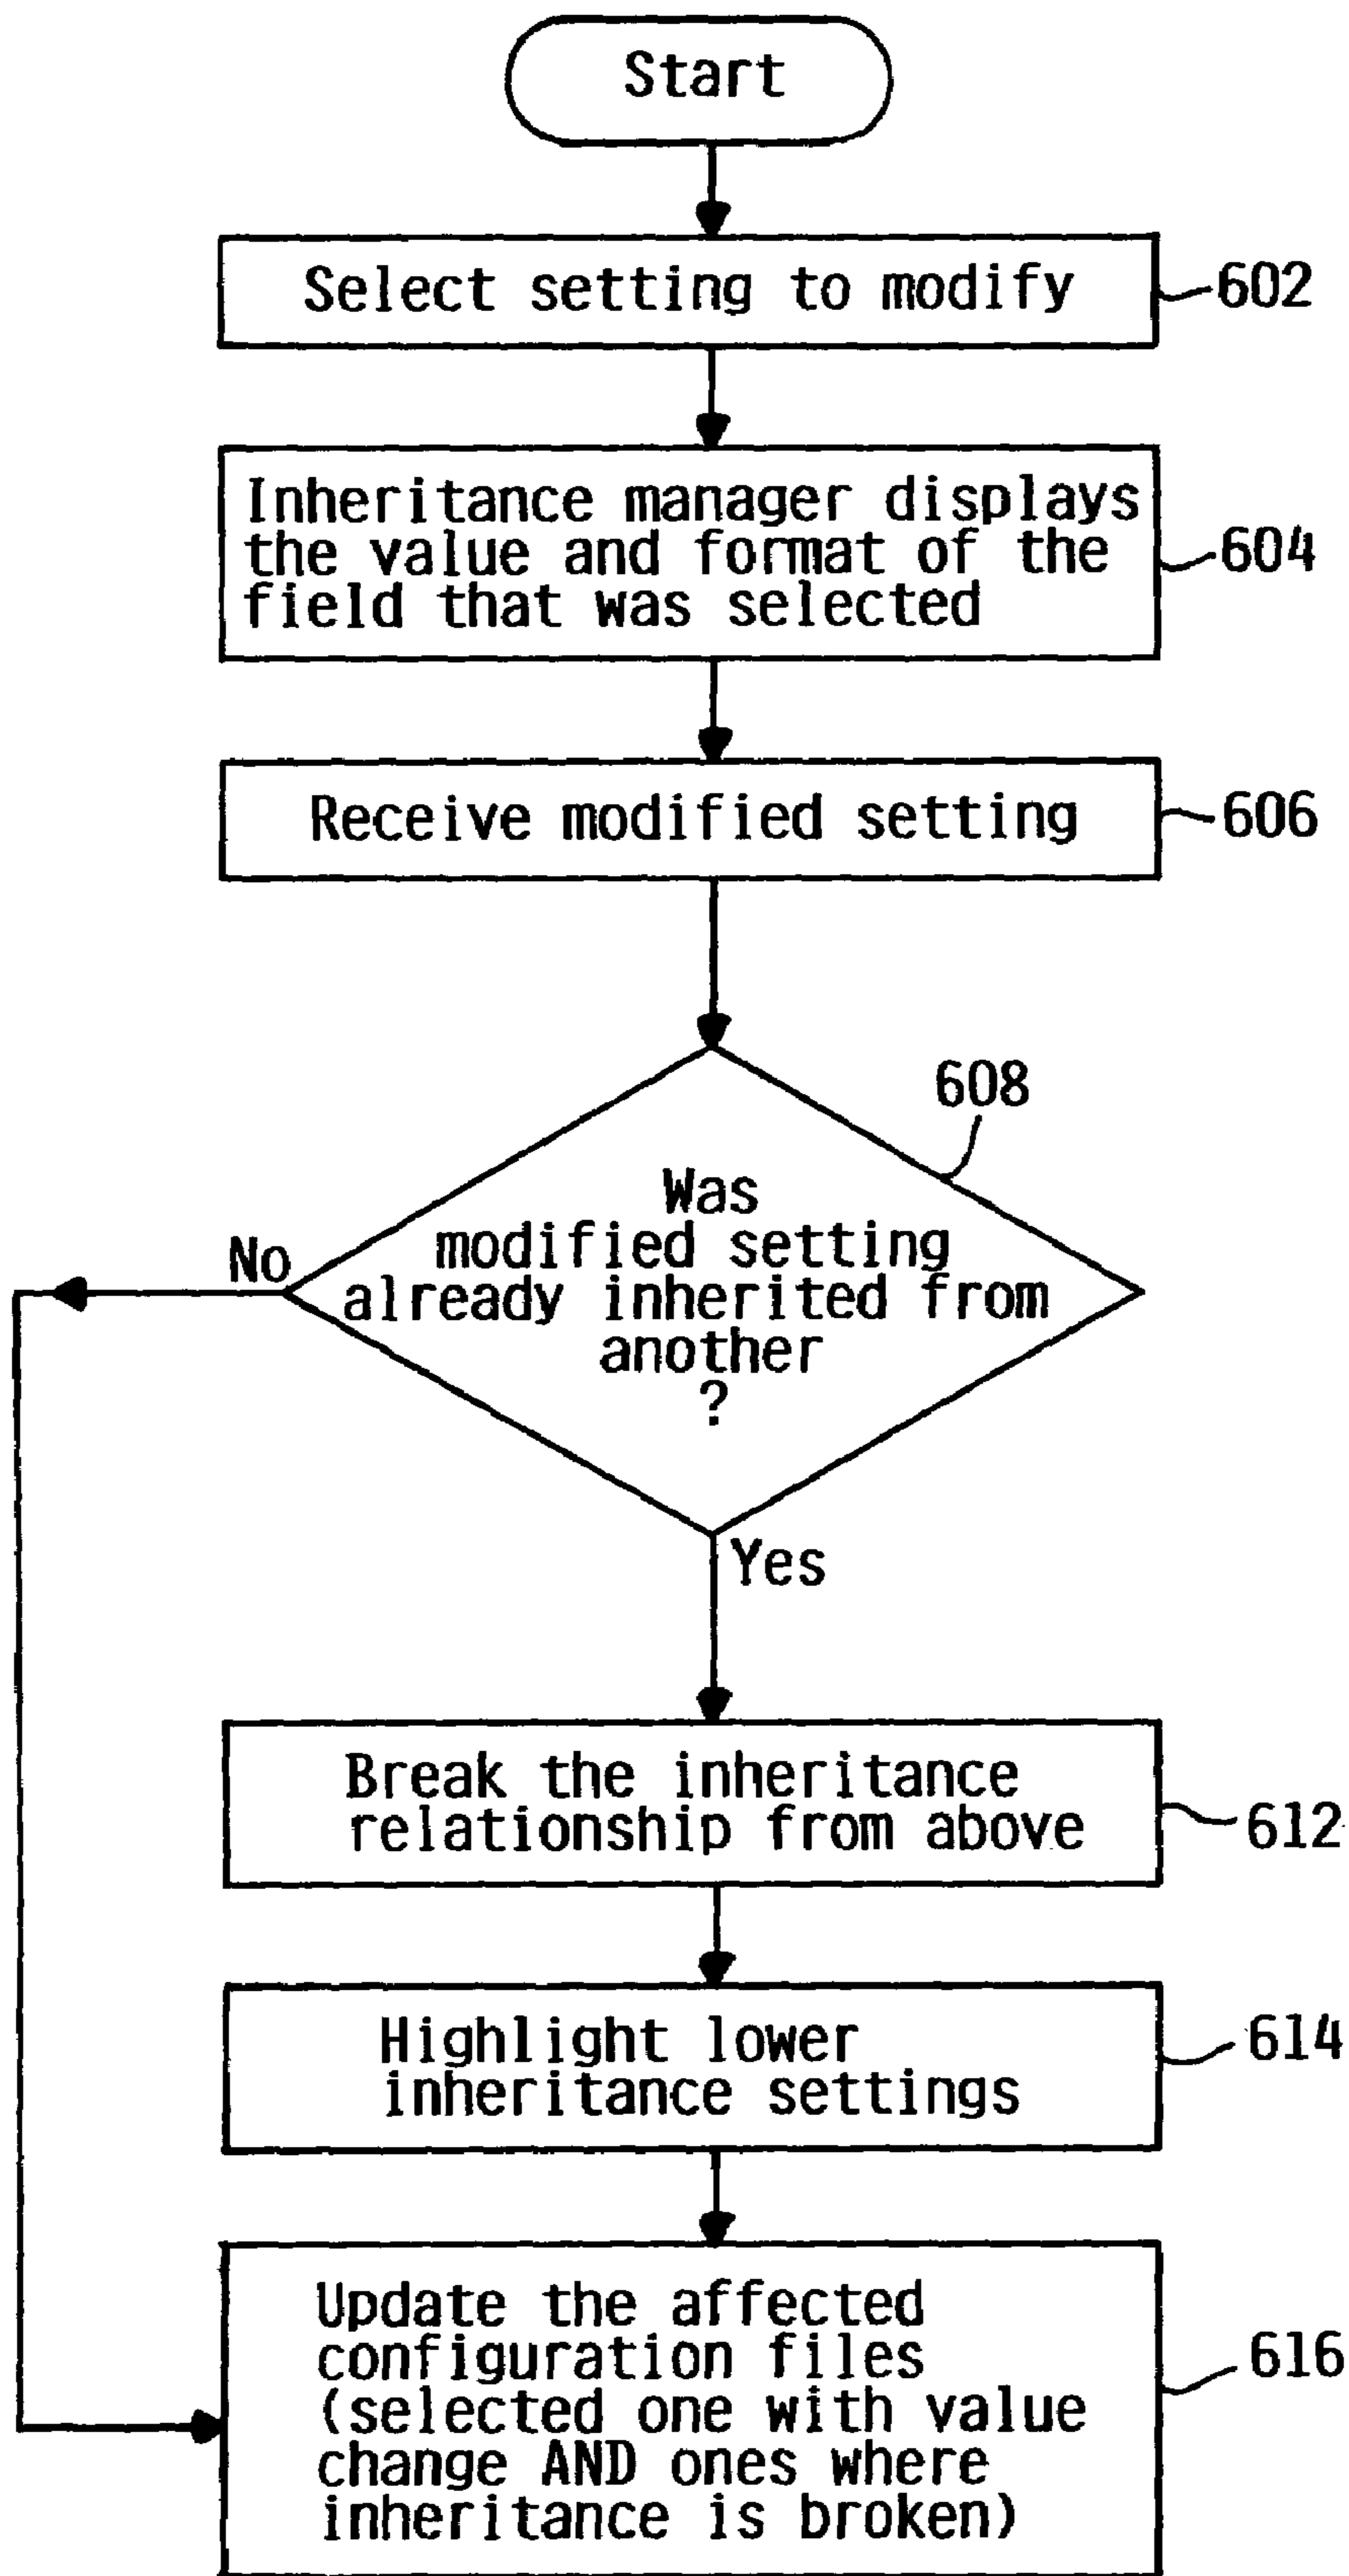 Start
Select setting to modify
602
Inheritance manager displays
the value and format of the
field that was selected
604
Receive modified setting
606
608
Was
modified setting
already inherited from
another
?
No
Yes
Break the inheritance
relationship from above
612
Highlight lower
inheritance settings
614
Update the affected
configuration files
(selected one with value
change AND ones where
inheritance is broken)
616